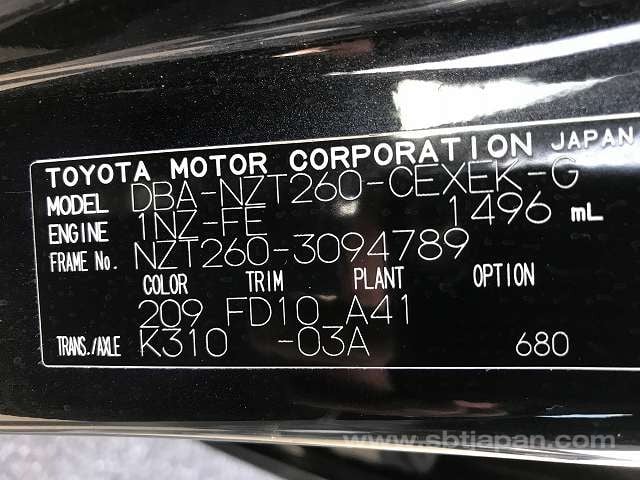 TOYOTA MOTOR CORPORATION JAPAN
MODEL DBA-NZT260-CEXEK-G
ENGINE 1NZ-FE 1496 mL
FRAME No. NZT260-3094789
COLOR TRIM PLANT OPTION
209 FD10 A41
TRANS./AXLE K310 -03A 680
www.sbtjapan.com